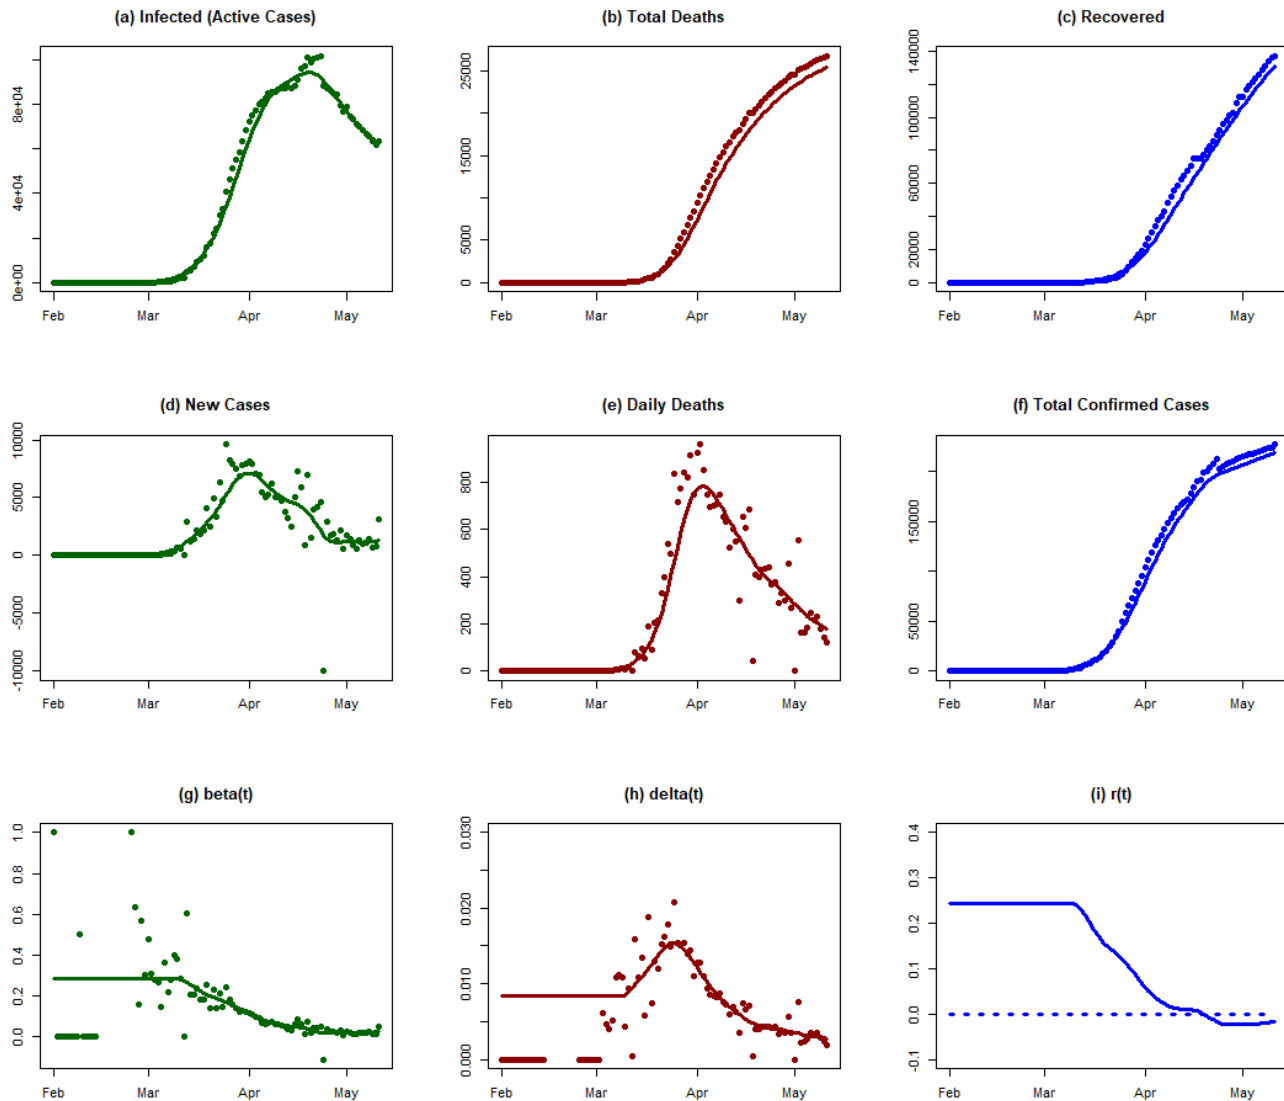 (a) Infected (Active Cases)
0e+00
4e+04
8e+04
Feb
Mar
Apr
May
(b) Total Deaths
0
5000
15000
25000
Feb
Mar
Apr
May
(c) Recovered
0
20000
60000
100000
140000
Feb
Mar
Apr
May
(d) New Cases
-10000
-5000
0
5000
10000
Feb
Mar
Apr
May
(e) Daily Deaths
0
200
400
600
800
Feb
Mar
Apr
May
(f) Total Confirmed Cases
0
50000
150000
Feb
Mar
Apr
May
(g) beta(t)
0.0
0.2
0.4
0.6
0.8
1.0
Feb
Mar
Apr
May
(h) delta(t)
0.000
0.010
0.020
0.030
Feb
Mar
Apr
May
(i) r(t)
-0.1
0.0
0.1
0.2
0.3
0.4
Feb
Mar
Apr
May